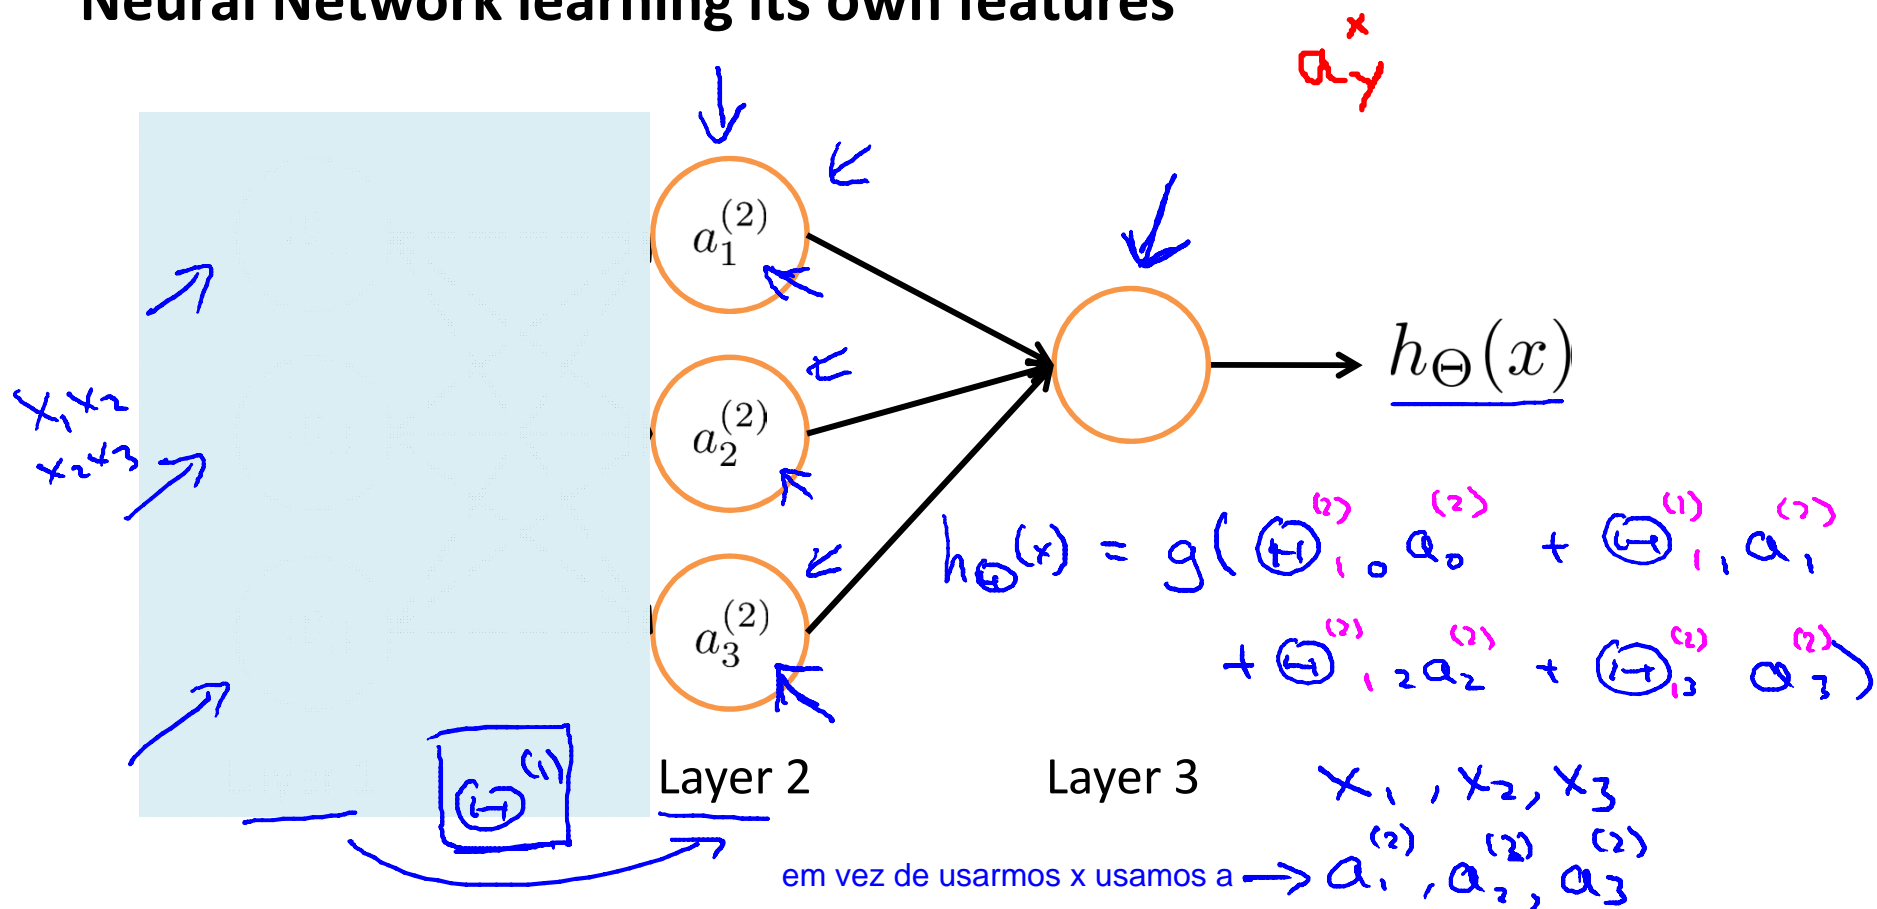 Neural Network learning its own features
a x y
a₁⁽²⁾
x₁x₂
x₂x₃
a₂⁽²⁾
h_Θ(x)
h_Θ(x) = g(Θ₁₀⁽²⁾ a₀⁽²⁾ + Θ₁₁⁽²⁾ a₁⁽²⁾
+ Θ₁₂⁽²⁾ a₂⁽²⁾ + Θ₁₃⁽²⁾ a₃⁽²⁾)
a₃⁽²⁾
Θ⁽¹⁾
Layer 2
Layer 3
x₁, x₂, x₃
em vez de usarmos x usamos a → a₁⁽²⁾, a₂⁽²⁾, a₃⁽²⁾